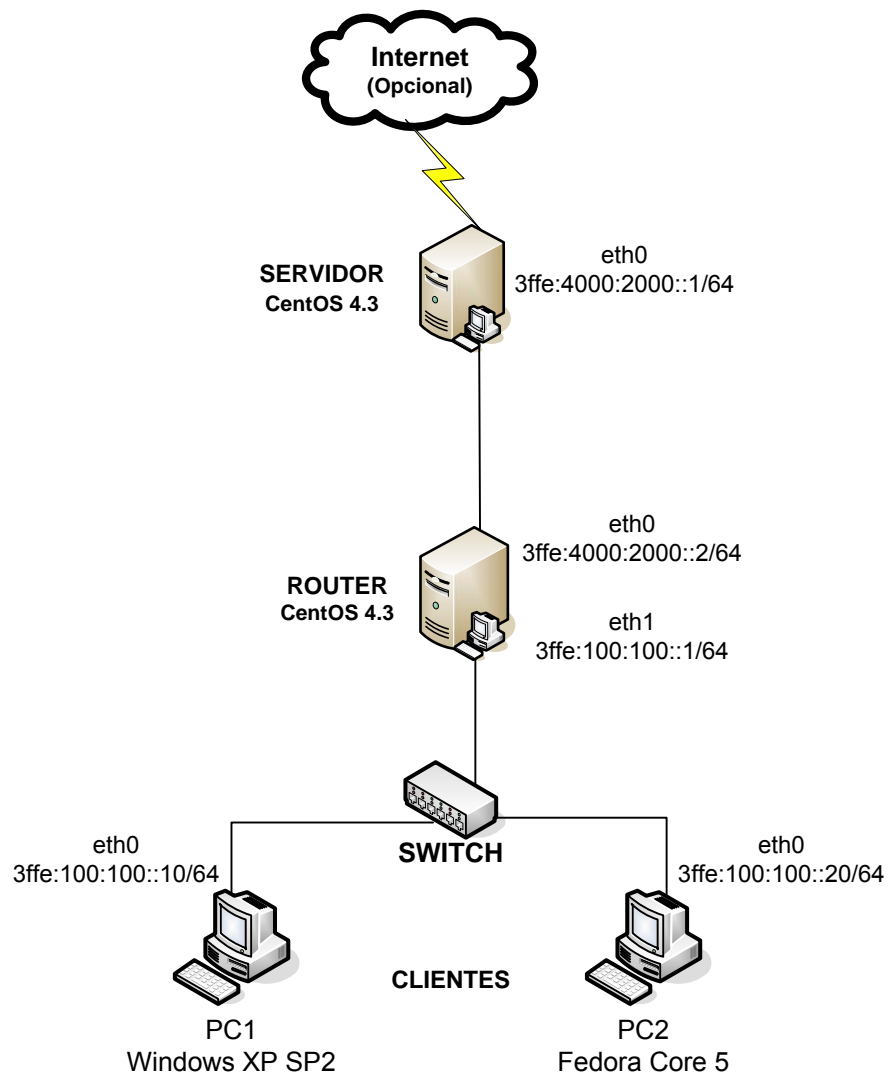 Internet
(Opcional)
SERVIDOR
CentOS 4.3
eth0
3ffe:4000:2000::1/64
eth0
3ffe:4000:2000::2/64
ROUTER
CentOS 4.3
eth1
3ffe:100:100::1/64
SWITCH
eth0
3ffe:100:100::10/64
eth0
3ffe:100:100::20/64
CLIENTES
PC1
Windows XP SP2
PC2
Fedora Core 5